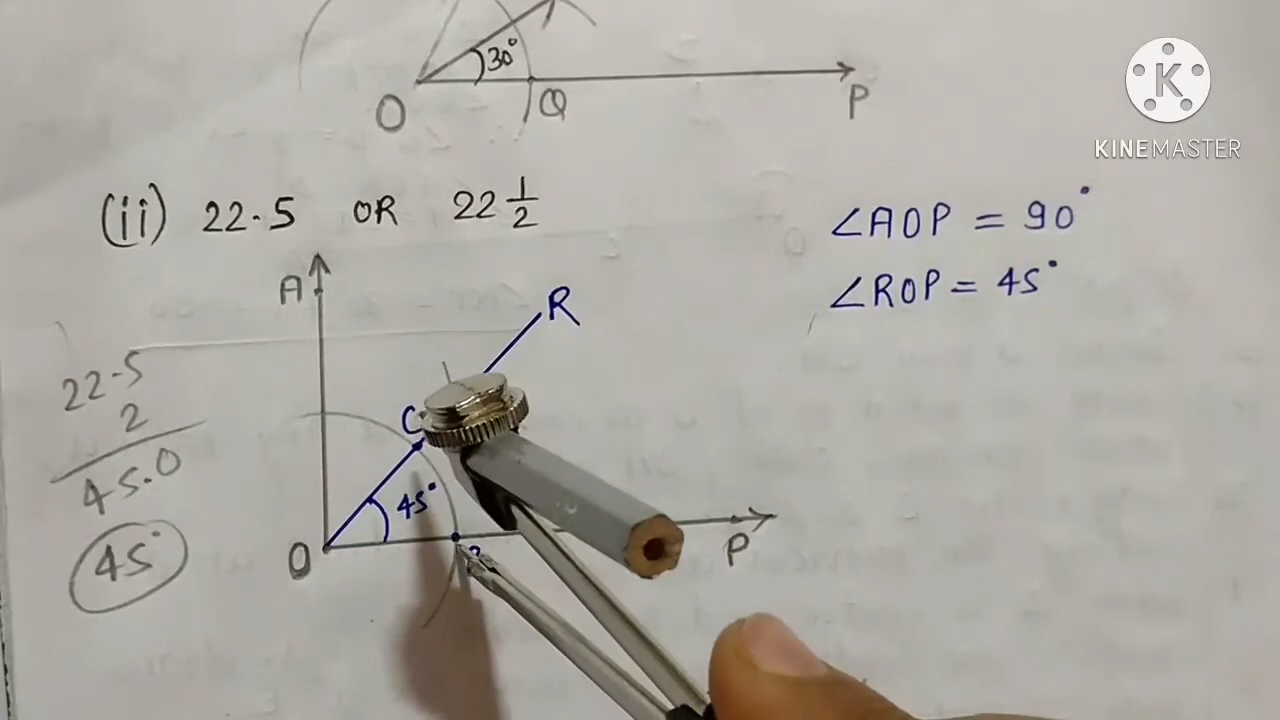 30°
O Q P
K
KINEMASTER
(ii) 22.5 OR 22 1/2
∠AOP = 90°
∠ROP = 45°
A
R
22.5
2
45.0
45°
C
45°
O P